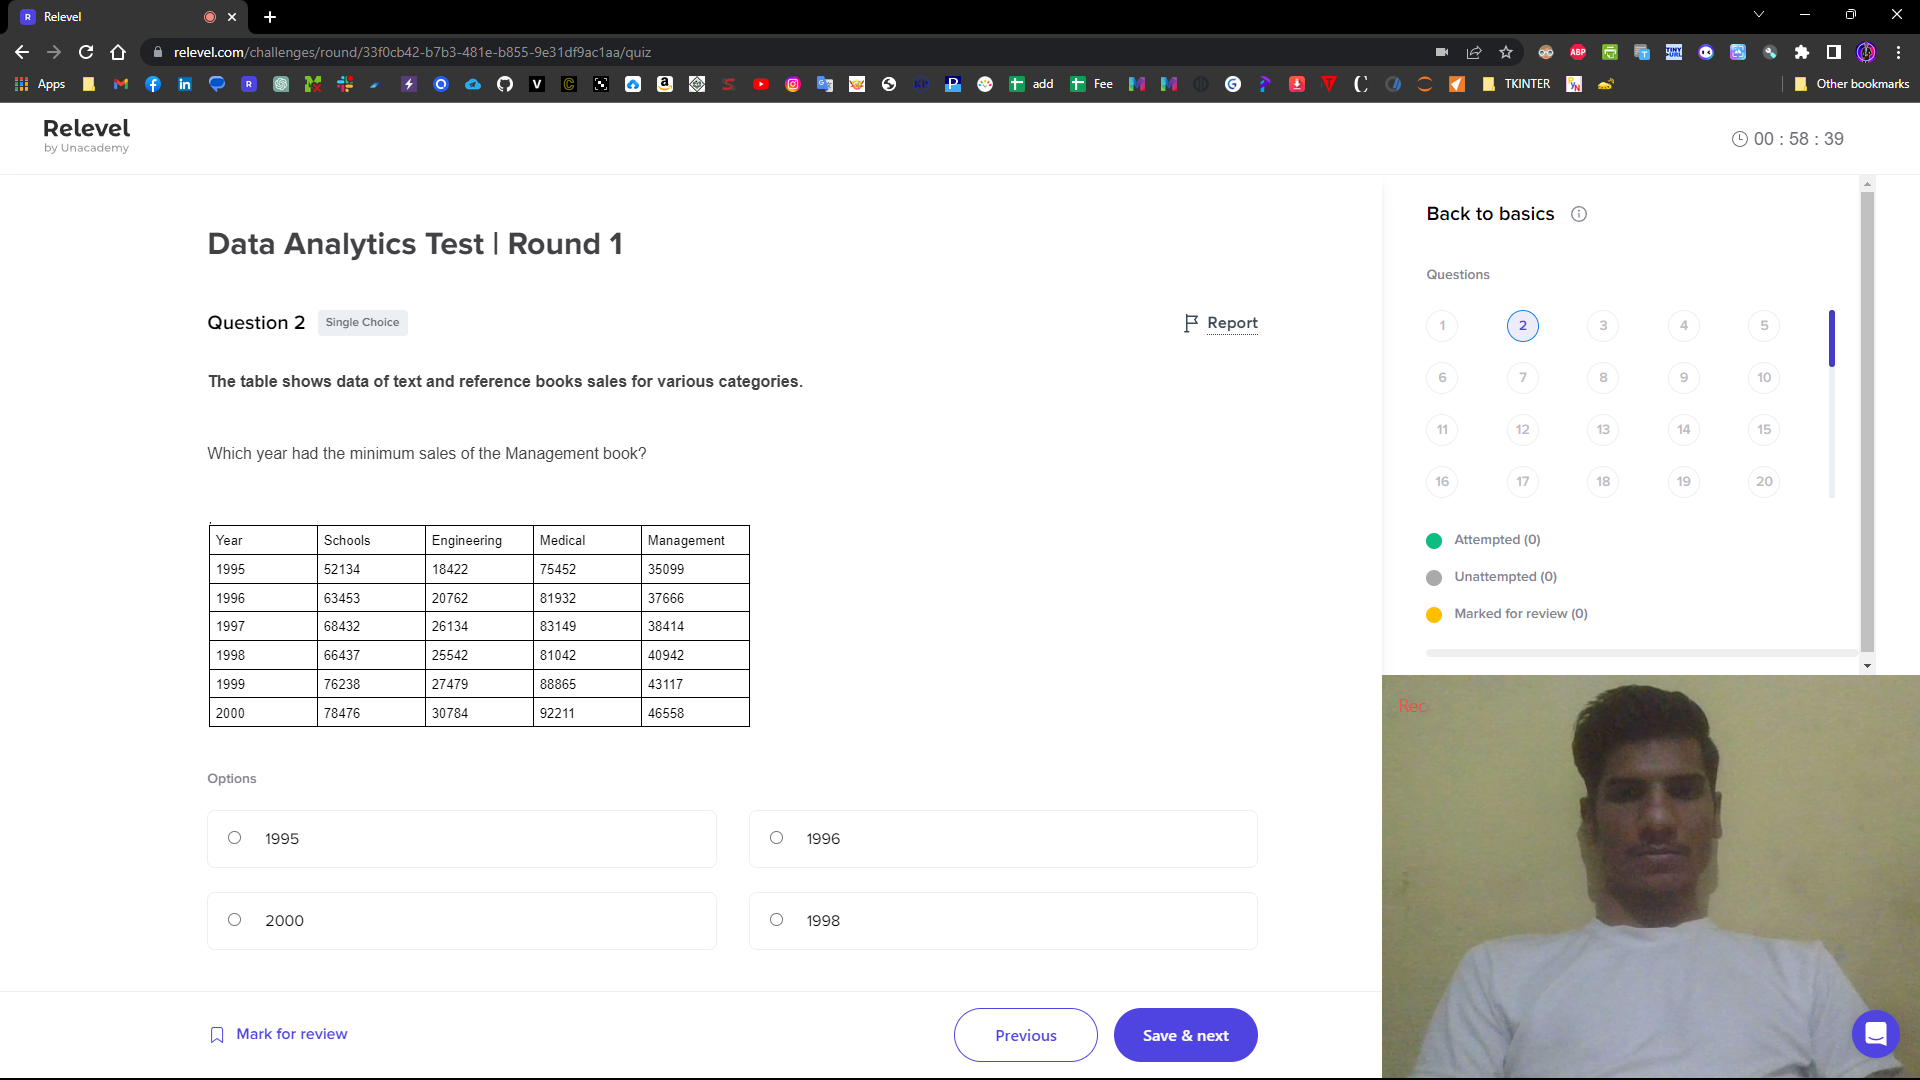 Relevel
relevel.com/challenges/round/33f0cb42-b7b3-481e-b855-9e31df9ac1aa/quiz
Apps
add
Fee
TKINTER
Other bookmarks
Relevel
by Unacademy
00 : 58 : 39
Data Analytics Test | Round 1
Question 2 Single Choice
Report
The table shows data of text and reference books sales for various categories.
Which year had the minimum sales of the Management book?
Year Schools Engineering Medical Management
1995 52134 18422 75452 35099
1996 63453 20762 81932 37666
1997 68432 26134 83149 38414
1998 66437 25542 81042 40942
1999 76238 27479 88865 43117
2000 78476 30784 92211 46558
Options
1995
1996
2000
1998
Mark for review
Previous
Save & next
Back to basics
Questions
1 2 3 4 5
6 7 8 9 10
11 12 13 14 15
16 17 18 19 20
Attempted (0)
Unattempted (0)
Marked for review (0)
Rec